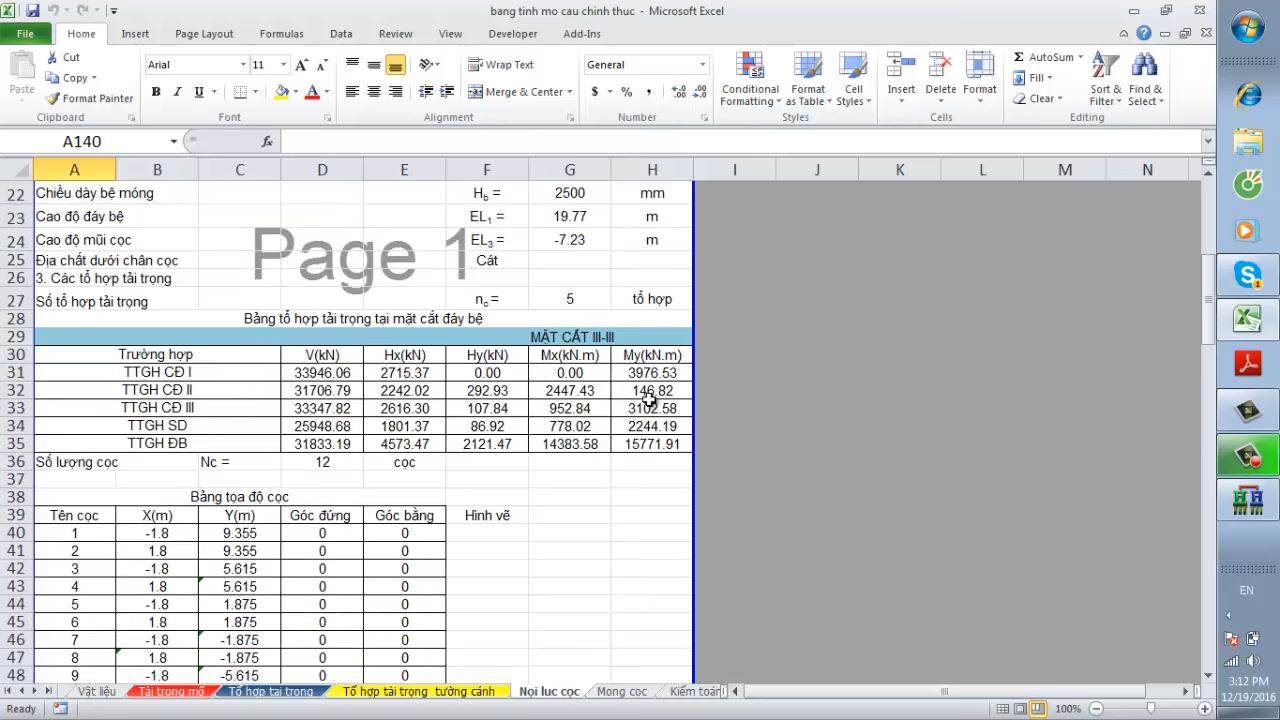 bang tinh mo cau chinh thuc - Microsoft Excel
File Home Insert Page Layout Formulas Data Review View Developer Add-Ins
Cut
Copy
Format Painter
Paste
Clipboard
Arial 11
Font
Wrap Text
Merge & Center
Alignment
General
Number
Conditional Formatting
Format as Table
Cell Styles
Styles
Insert Delete Format
Cells
AutoSum
Fill
Clear
Sort & Filter
Find & Select
Editing
A140 fx
A B C D E F G H I J K L M N
22 Chiều dày bệ móng Hb = 2500 mm
23 Cao độ đáy bệ EL1 = 19.77 m
24 Cao độ mũi cọc EL3 = -7.23 m
Page 1
25 Địa chất dưới chân cọc Cát
26 3. Các tổ hợp tải trọng
27 Số tổ hợp tải trọng nc = 5 tổ hợp
28 Bảng tổ hợp tải trọng tại mặt cắt đáy bệ
29 MẶT CẮT III-III
30 Trường hợp V(kN) Hx(kN) Hy(kN) Mx(kN.m) My(kN.m)
31 TTGH CĐ I 33946.06 2715.37 0.00 0.00 3976.53
32 TTGH CĐ II 31706.79 2242.02 292.93 2447.43 146.82
33 TTGH CĐ III 33347.82 2616.30 107.84 952.84 3102.58
34 TTGH SD 25948.68 1801.37 86.92 778.02 2244.19
35 TTGH ĐB 31833.19 4573.47 2121.47 14383.58 15771.91
36 Số lượng cọc Nc = 12 cọc
37
38 Bảng tọa độ cọc
39 Tên cọc X(m) Y(m) Góc đứng Góc bằng Hình vẽ
40 1 -1.8 9.355 0 0
41 2 1.8 9.355 0 0
42 3 -1.8 5.615 0 0
43 4 1.8 5.615 0 0
44 5 -1.8 1.875 0 0
45 6 1.8 1.875 0 0
46 7 -1.8 -1.875 0 0
47 8 1.8 -1.875 0 0
48 9 -1.8 -5.615 0 0
Vật liệu Tải trọng mố Tổ hợp tại trọng Tổ hợp tải trọng tường cánh Nội lưc cọc Mong coc Kiểm toán
Ready 100%
EN
3:12 PM
12/19/2016